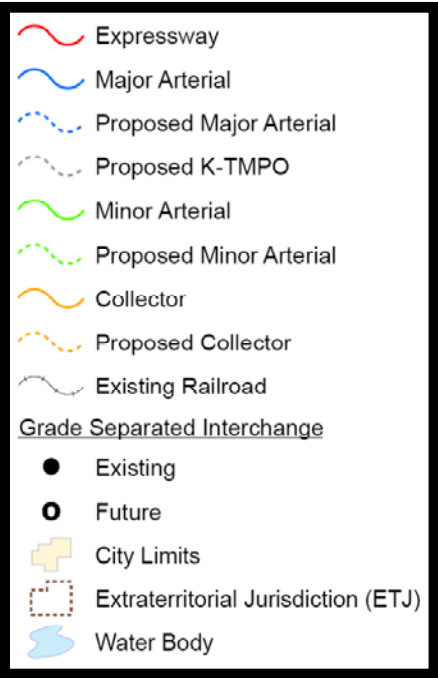 Expressway
Major Arterial
Proposed Major Arterial
Proposed K-TMPO
Minor Arterial
Proposed Minor Arterial
Collector
Proposed Collector
Existing Railroad
Grade Separated Interchange
Existing
Future
City Limits
Extraterritorial Jurisdiction (ETJ)
Water Body